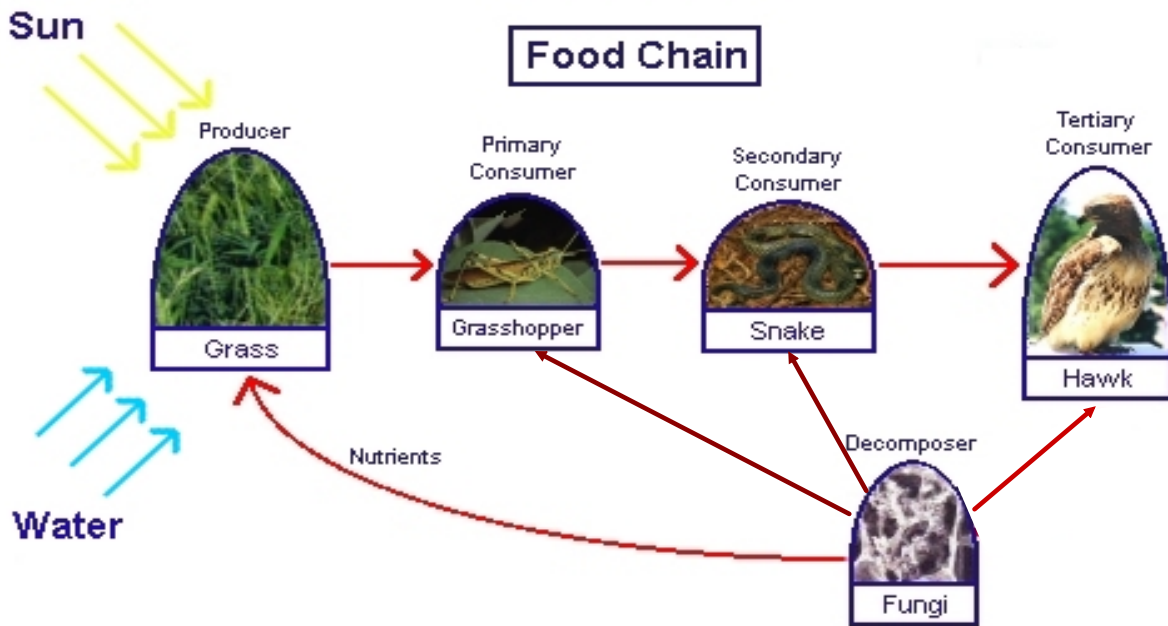 Sun
Food Chain
Producer
Primary
Consumer
Secondary
Consumer
Tertiary
Consumer
Grass
Grasshopper
Snake
Hawk
Nutrients
Decomposer
Water
Fungi